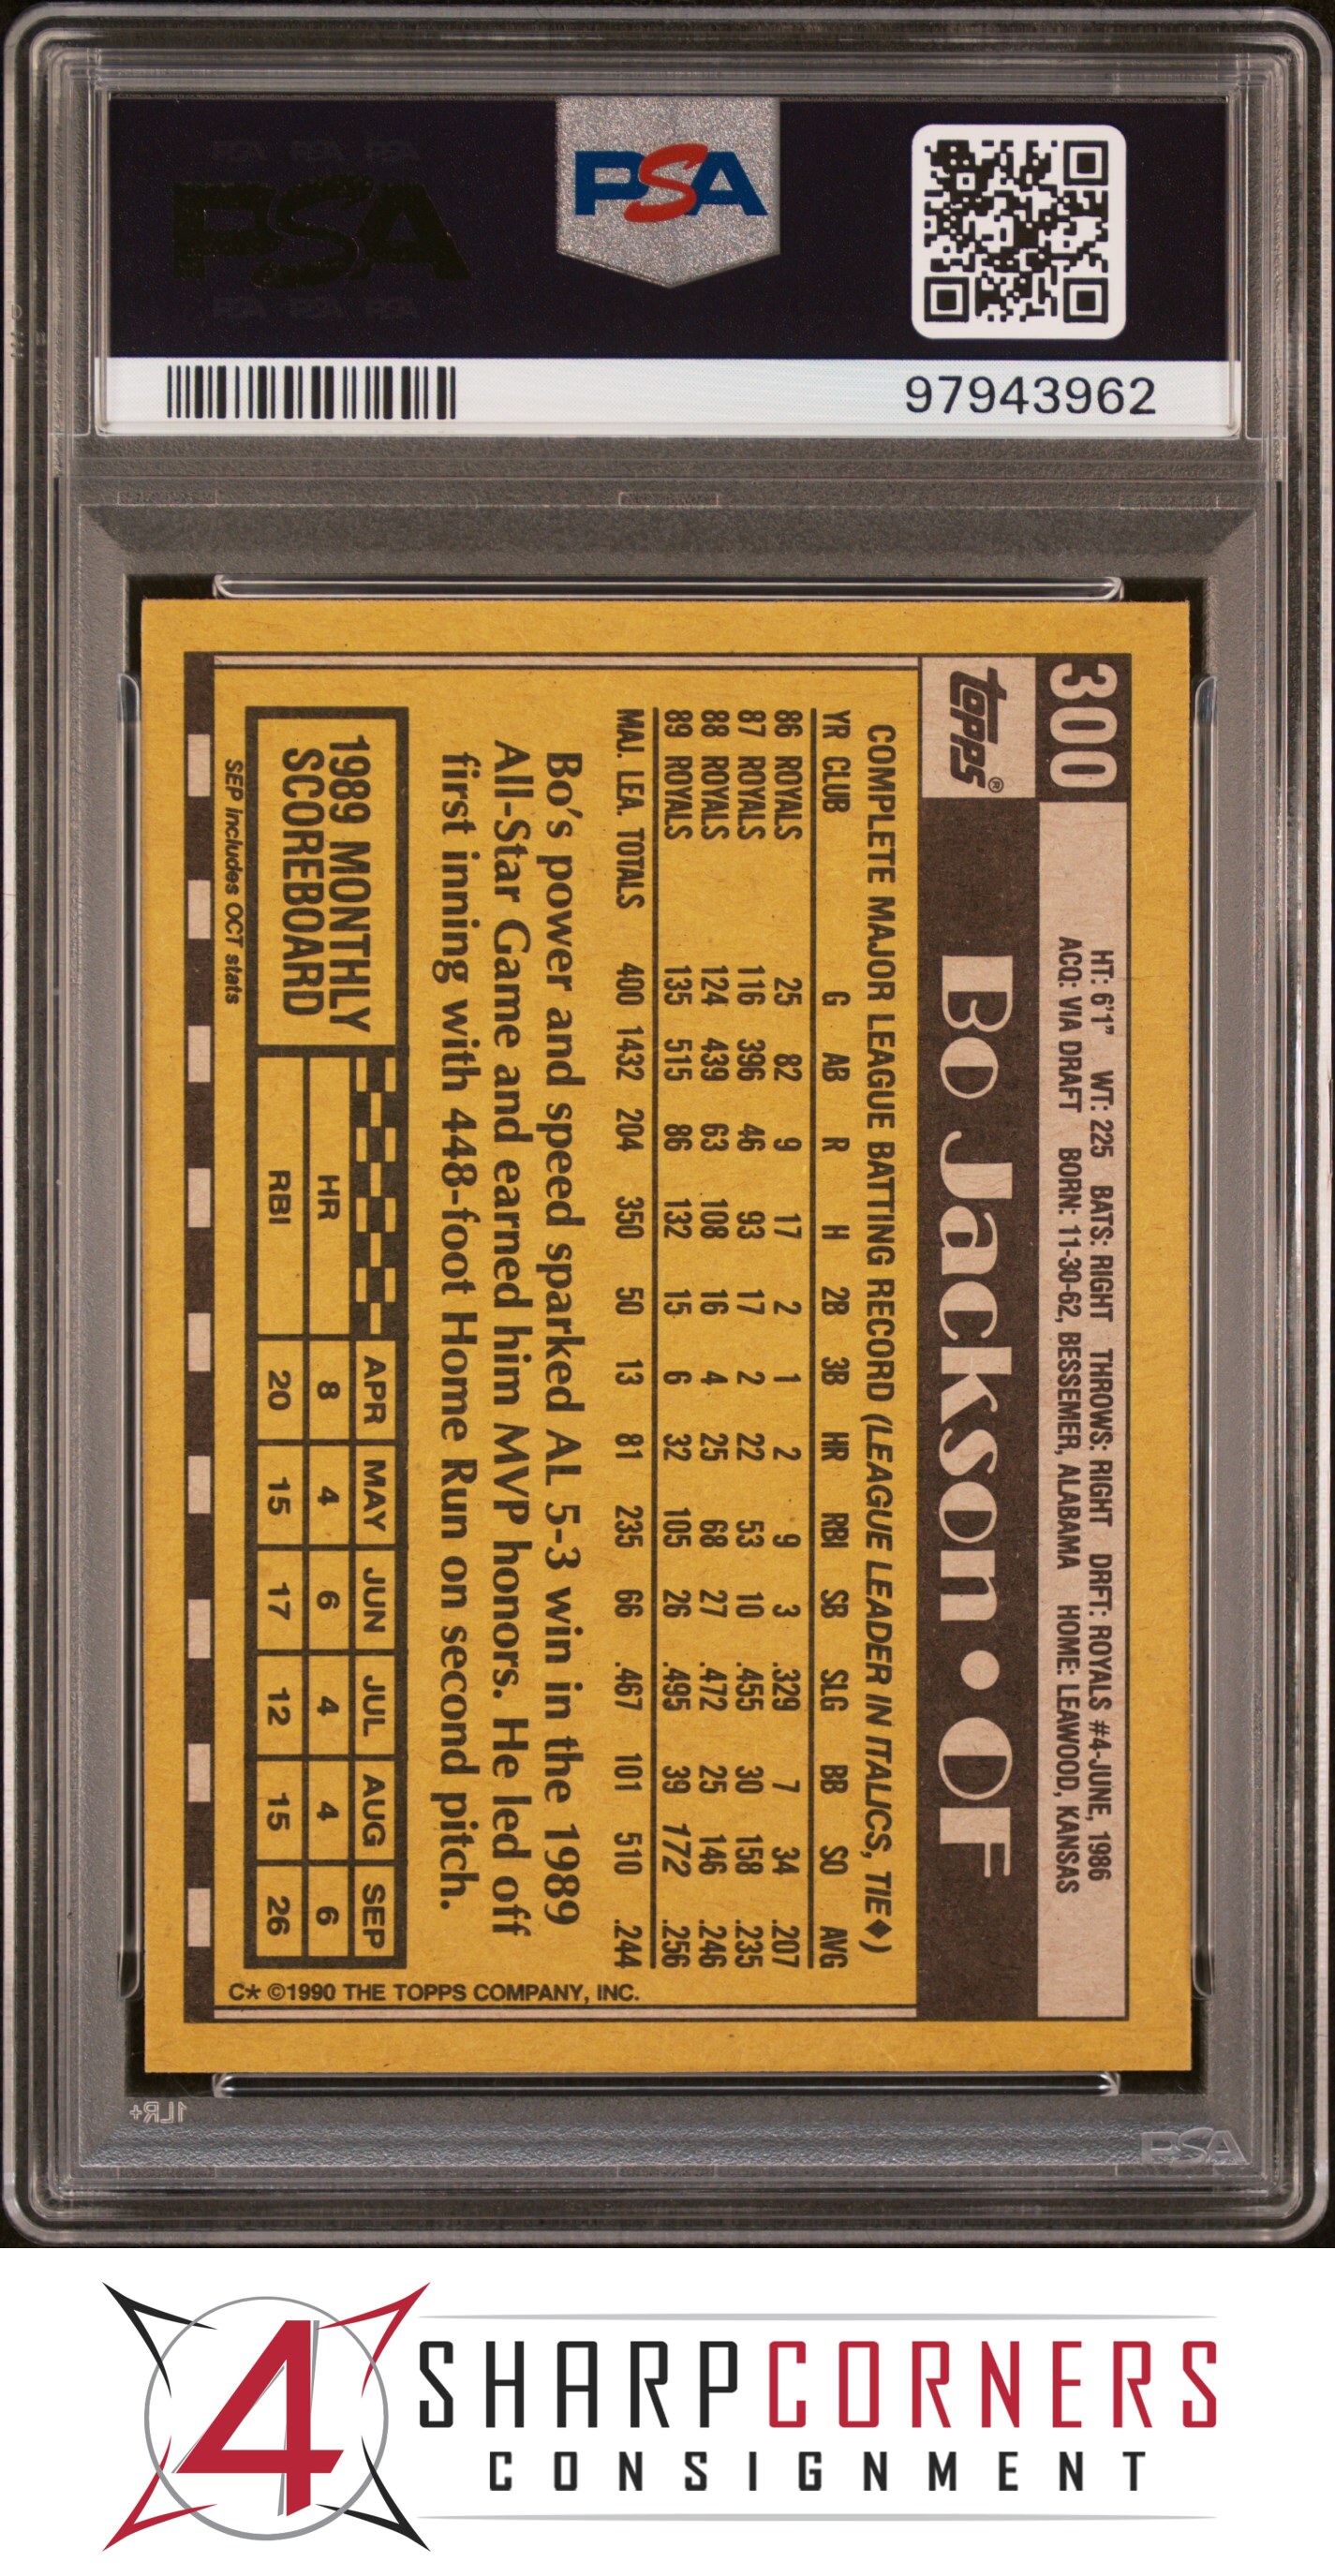 PSA PSA PSA
PSA
PSA PSA PSA
PSA
97943962
300
topps®
HT: 6'1" WT: 225 BATS: RIGHT THROWS: RIGHT DRFT: ROYALS #4-JUNE, 1986
ACQ: VIA DRAFT BORN: 11-30-62, BESSEMER, ALABAMA HOME: LEAWOOD, KANSAS
BO JACKSON • OF
COMPLETE MAJOR LEAGUE BATTING RECORD (LEAGUE LEADER IN ITALICS, TIE♦)
YR CLUB G AB R H 2B 3B HR RBI SB SLG BB SO AVG
86 ROYALS 25 82 9 17 2 1 2 9 3 .329 7 34 .207
87 ROYALS 116 396 46 93 17 2 22 53 10 .455 30 158 .235
88 ROYALS 124 439 63 108 16 4 25 68 27 .472 25 146 .246
89 ROYALS 135 515 86 132 15 6 32 105 26 .495 39 172 .256
MAJ. LEA. TOTALS 400 1432 204 350 50 13 81 235 66 .467 101 510 .244
Bo's power and speed sparked AL 5-3 win in the 1989
All-Star Game and earned him MVP honors. He led off
first inning with 448-foot Home Run on second pitch.
1989 MONTHLY
SCOREBOARD
APR MAY JUN JUL AUG SEP
HR 8 4 6 4 4 6
RBI 20 15 17 12 15 26
SEP includes OCT stats
C* ©1990 THE TOPPS COMPANY, INC.
1LR+
PSA
4 SHARPCORNERS
CONSIGNMENT